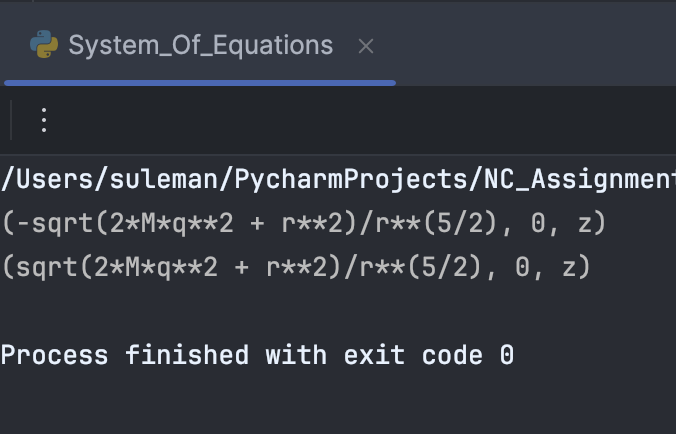 System_Of_Equations
/Users/suleman/PycharmProjects/NC_Assignment
(-sqrt(2*M*q**2 + r**2)/r**(5/2), 0, z)
(sqrt(2*M*q**2 + r**2)/r**(5/2), 0, z)
Process finished with exit code 0